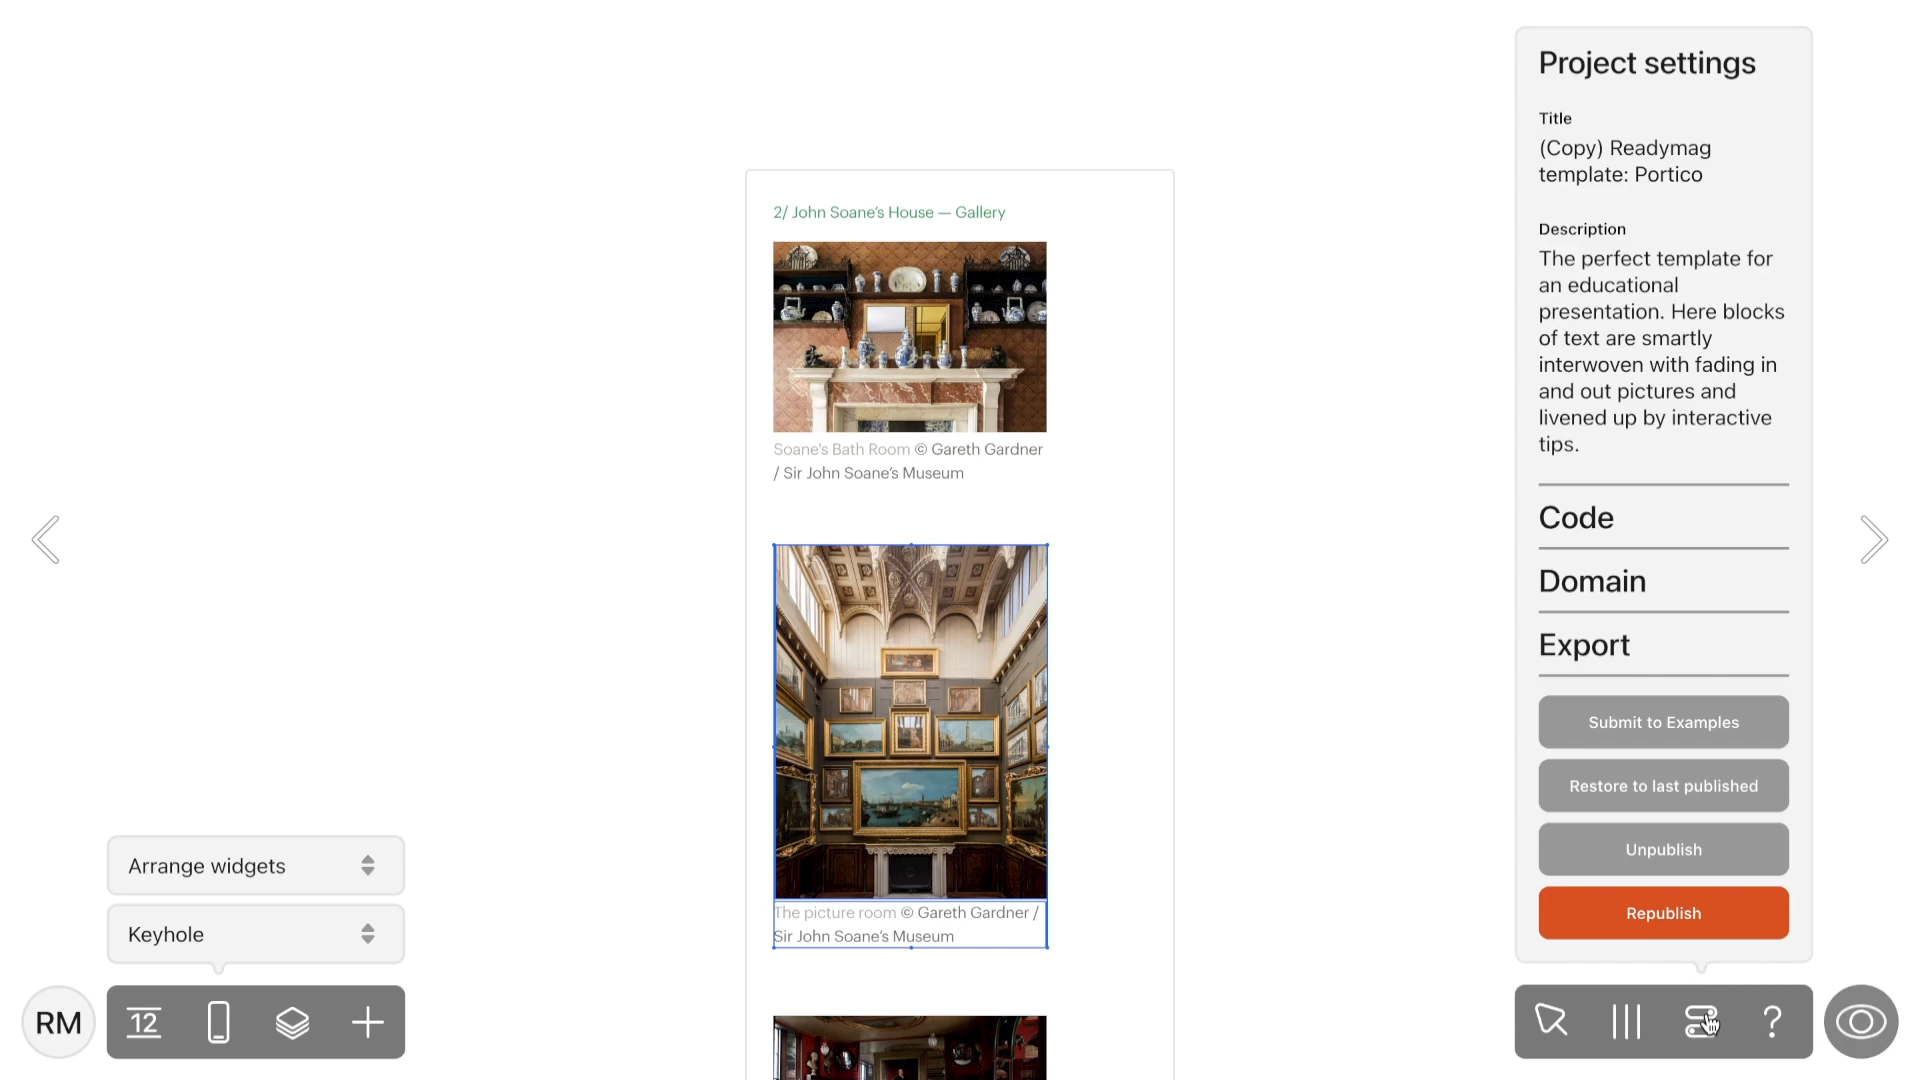 2/ John Soane’s House — Gallery
Soane's Bath Room © Gareth Gardner
/ Sir John Soane’s Museum
The picture room © Gareth Gardner /
Sir John Soane’s Museum
Arrange widgets
Keyhole
RM
12
Project settings
Title
(Copy) Readymag
template: Portico
Description
The perfect template for
an educational
presentation. Here blocks
of text are smartly
interwoven with fading in
and out pictures and
livened up by interactive
tips.
Code
Domain
Export
Submit to Examples
Restore to last published
Unpublish
Republish
?